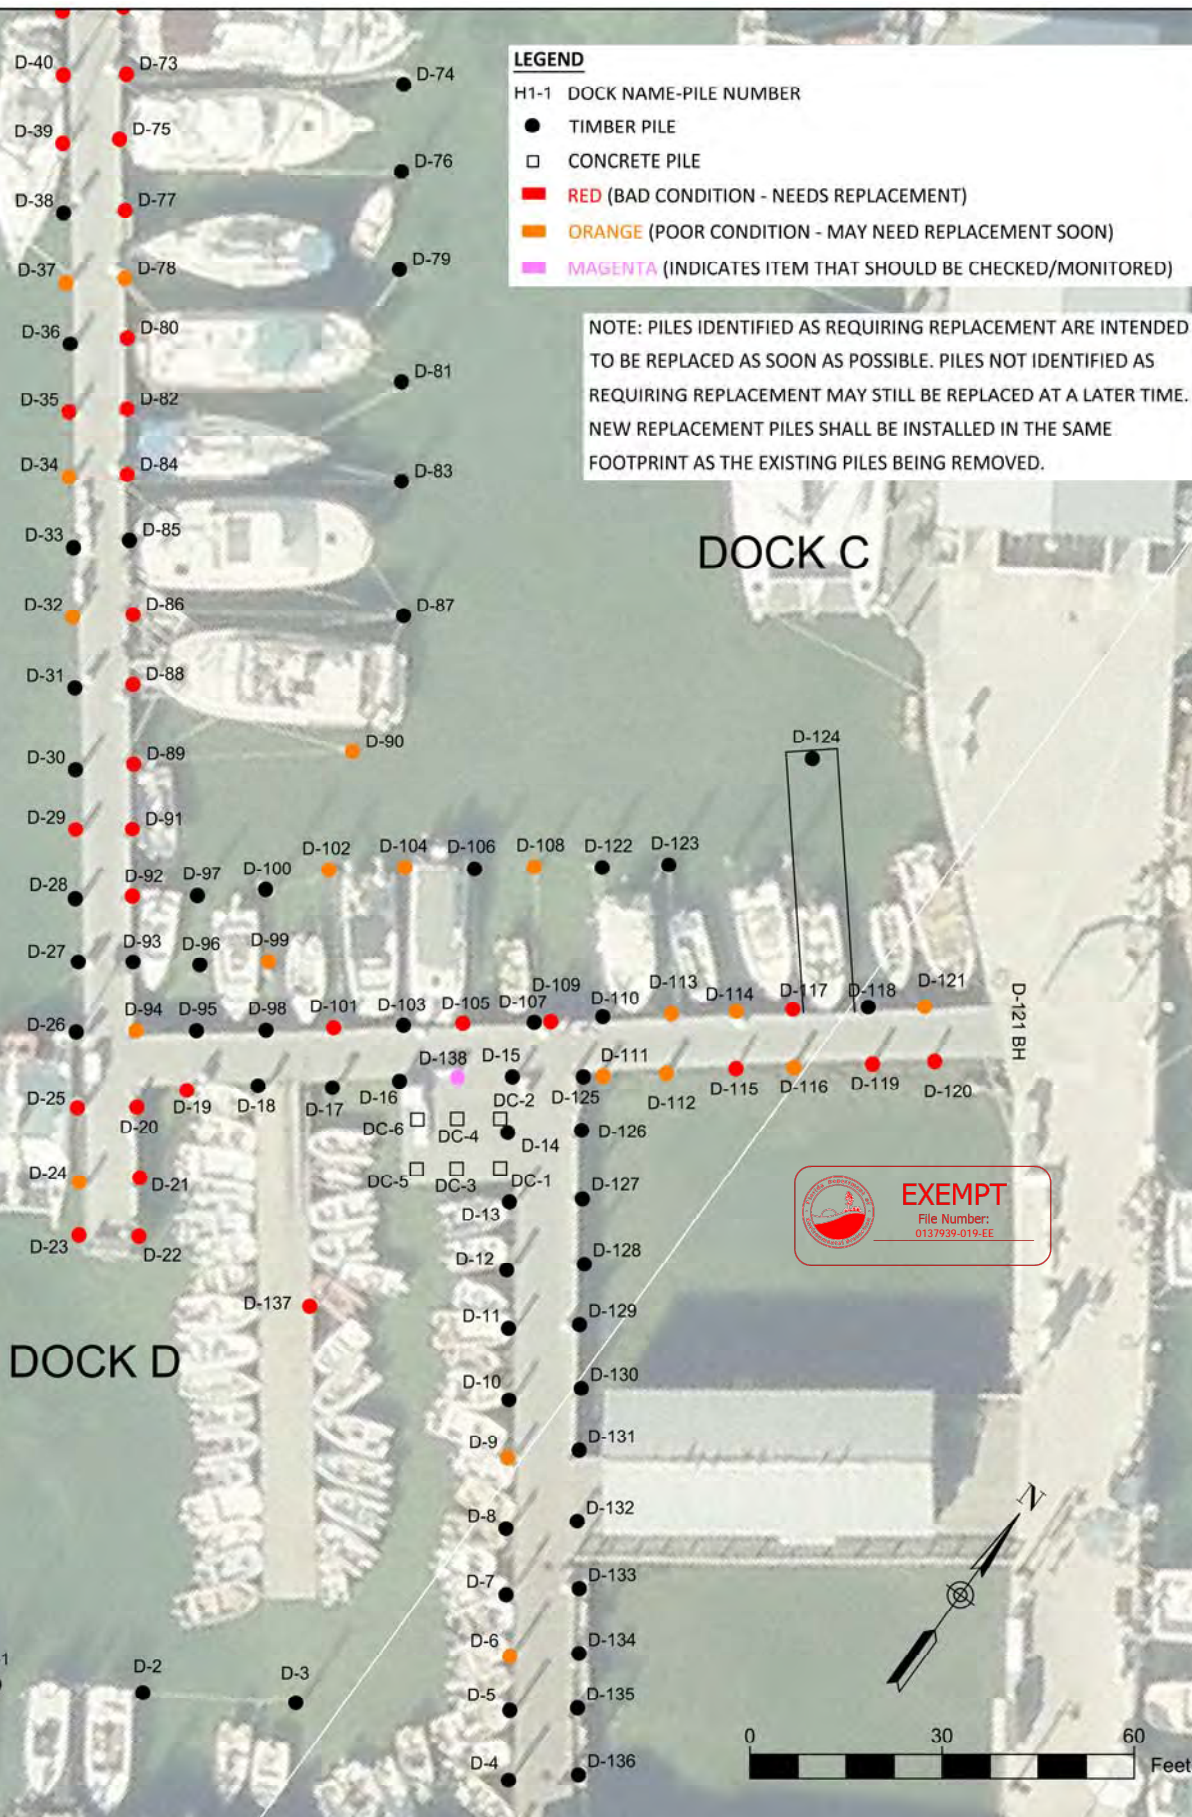 LEGEND
H1-1 DOCK NAME-PILE NUMBER
TIMBER PILE
CONCRETE PILE
RED (BAD CONDITION - NEEDS REPLACEMENT)
ORANGE (POOR CONDITION - MAY NEED REPLACEMENT SOON)
MAGENTA (INDICATES ITEM THAT SHOULD BE CHECKED/MONITORED)
NOTE: PILES IDENTIFIED AS REQUIRING REPLACEMENT ARE INTENDED
TO BE REPLACED AS SOON AS POSSIBLE. PILES NOT IDENTIFIED AS
REQUIRING REPLACEMENT MAY STILL BE REPLACED AT A LATER TIME.
NEW REPLACEMENT PILES SHALL BE INSTALLED IN THE SAME
FOOTPRINT AS THE EXISTING PILES BEING REMOVED.
D-40
D-73
D-74
D-39
D-75
D-76
D-38
D-77
D-37
D-78
D-79
D-36
D-80
D-81
D-35
D-82
D-34
D-84
D-83
D-33
D-85
DOCK C
D-32
D-86
D-87
D-31
D-88
D-30
D-89
D-90
D-124
D-29
D-91
D-102
D-104
D-106
D-108
D-122
D-123
D-28
D-92
D-97
D-100
D-27
D-93
D-96
D-99
D-26
D-94
D-95
D-98
D-101
D-103
D-105
D-107
D-109
D-110
D-113
D-114
D-117
D-118
D-121
D-121 BH
D-138
D-15
D-111
D-25
D-20
D-19
D-18
D-17
D-16
D-125
D-112
D-115
D-116
D-119
D-120
DC-6
DC-4
DC-2
D-14
D-126
D-24
D-21
DC-5
DC-3
DC-1
D-127
D-13
D-23
D-22
D-12
D-128
EXEMPT
File Number:
0137939-019-EE
Florida Department of
Environmental Protection
D-137
D-11
D-129
DOCK D
D-10
D-130
D-9
D-131
D-8
D-132
N
D-7
D-133
D-6
D-134
1
D-2
D-3
D-5
D-135
D-4
D-136
0 30 60
Feet